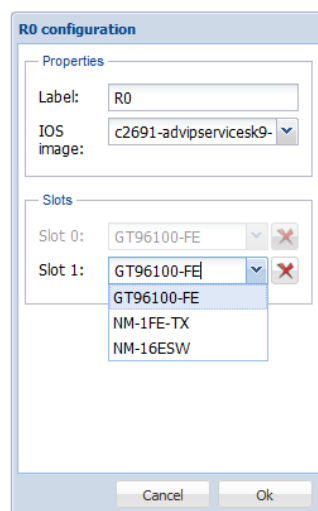 R0 configuration
Properties
Label: R0
IOS image: c2691-advipservicesk9-
Slots
Slot 0: GT96100-FE
Slot 1: GT96100-FE
GT96100-FE
NM-1FE-TX
NM-16ESW
Cancel Ok